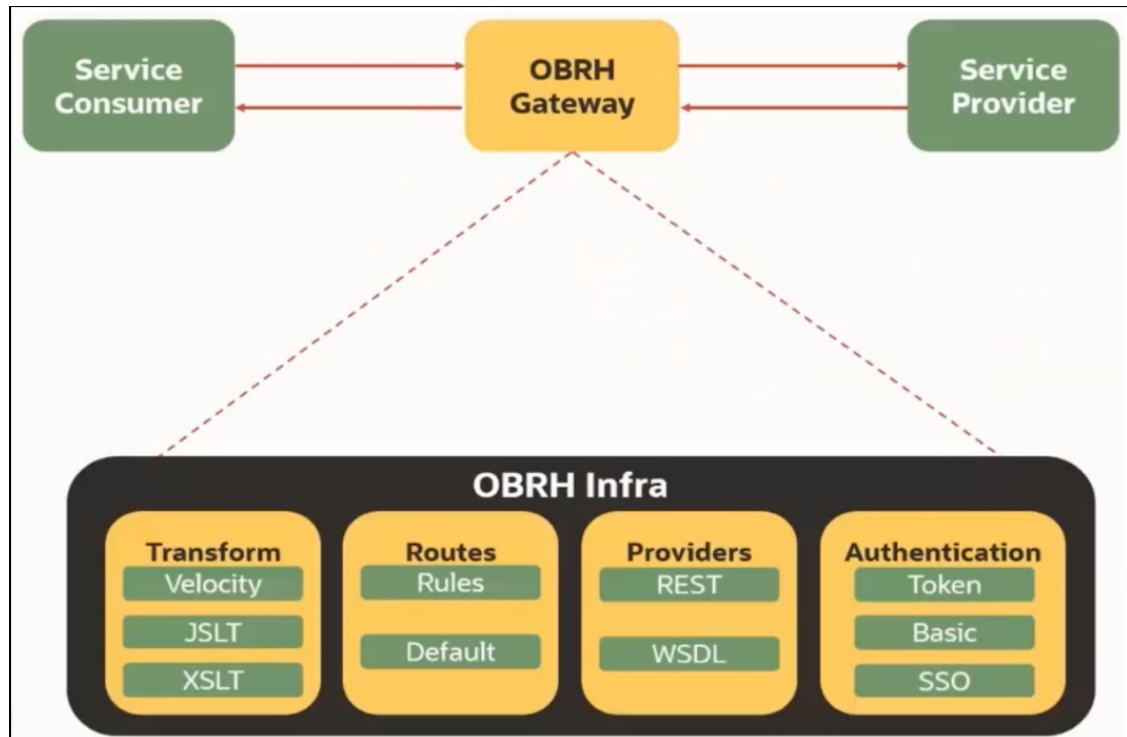 Service
Consumer
OBRH
Gateway
Service
Provider
OBRH Infra
Transform
Velocity
JSLT
XSLT
Routes
Rules
Default
Providers
REST
WSDL
Authentication
Token
Basic
SSO